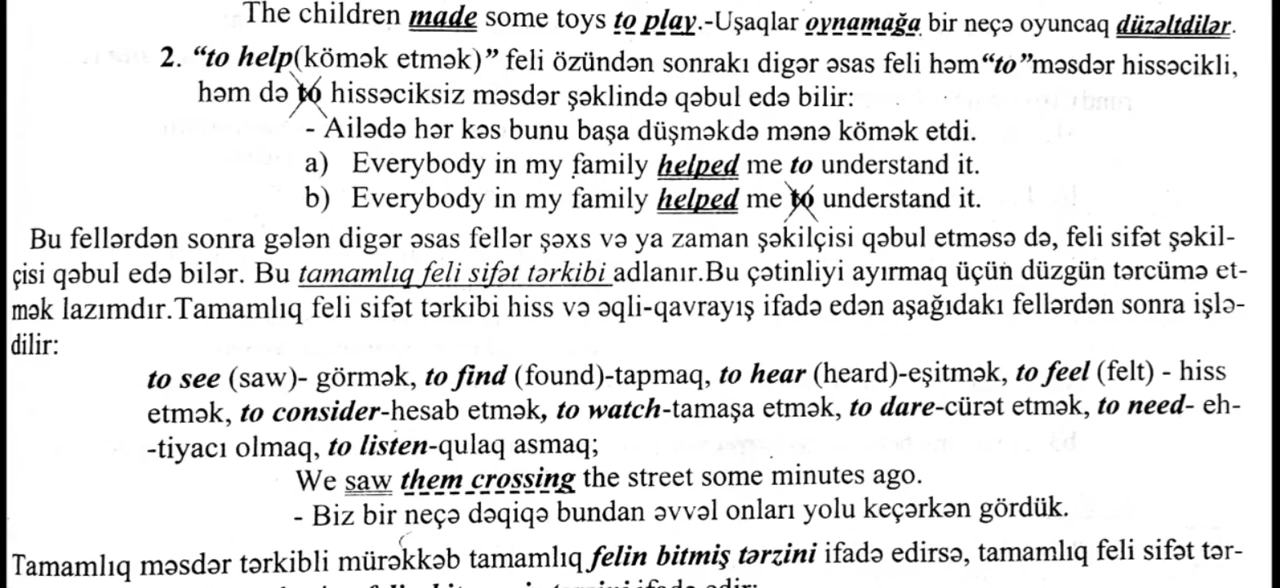 The children made some toys to play.-Uşaqlar oynamağa bir neçə oyuncaq düzəltdilər.
2. “to help(kömək etmək)” feli özündən sonrakı digər əsas feli həm“to”məsdər hissəcikli,
həm də to hissəciksiz məsdər şəklində qəbul edə bilir:
- Ailədə hər kəs bunu başa düşməkdə mənə kömək etdi.
a) Everybody in my family helped me to understand it.
b) Everybody in my family helped me to understand it.
Bu fellərdən sonra gələn digər əsas fellər şəxs və ya zaman şəkilçisi qəbul etməsə də, feli sifət şəkil-
çisi qəbul edə bilər. Bu tamamlıq feli sifət tərkibi adlanır.Bu çətinliyi ayırmaq üçün düzgün tərcümə et-
mək lazımdır.Tamamlıq feli sifət tərkibi hiss və əqli-qavrayış ifadə edən aşağıdakı fellərdən sonra işlə-
dilir:
to see (saw)- görmək, to find (found)-tapmaq, to hear (heard)-eşitmək, to feel (felt) - hiss
etmək, to consider-hesab etmək, to watch-tamaşa etmək, to dare-cürət etmək, to need- eh-
-tiyacı olmaq, to listen-qulaq asmaq;
We saw them crossing the street some minutes ago.
- Biz bir neçə dəqiqə bundan əvvəl onları yolu keçərkən gördük.
Tamamlıq məsdər tərkibli mürəkkəb tamamlıq felin bitmiş tərzini ifadə edirsə, tamamlıq feli sifət tər-